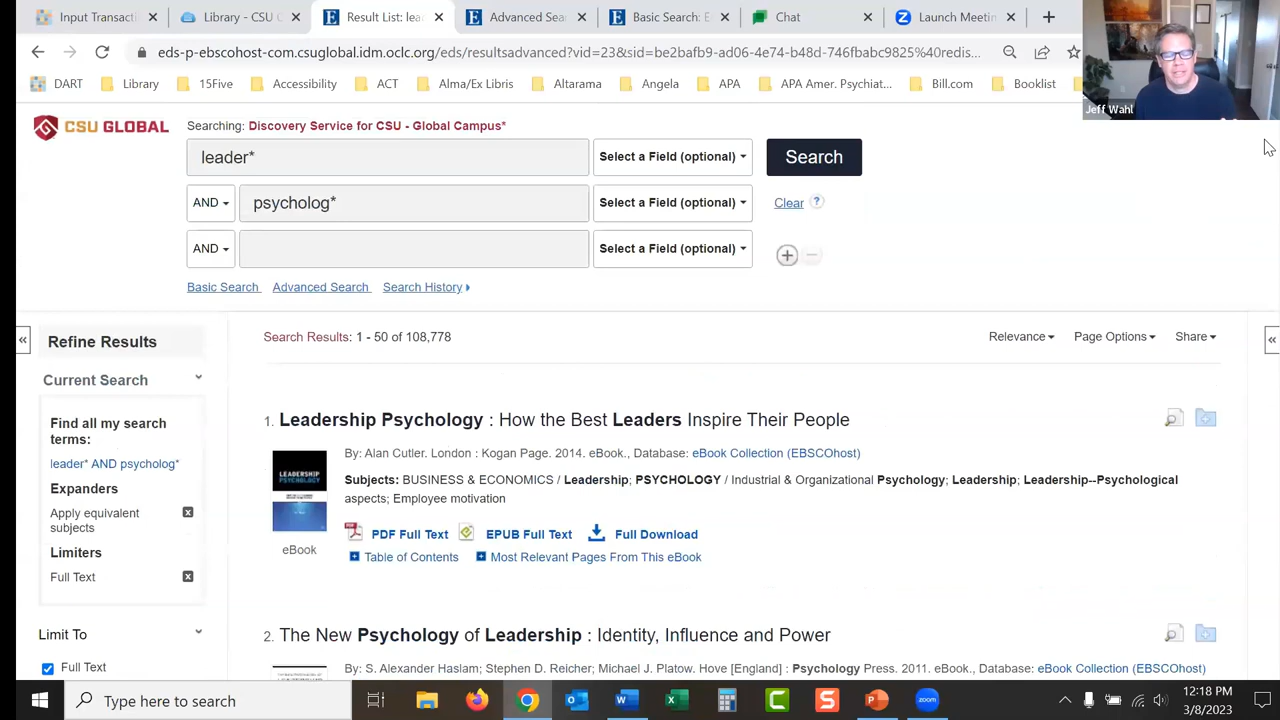 Input Transacti
Library - CSU G
Result List: lea
Advanced Sear
Basic Search: E
Chat
Launch Meetin
eds-p-ebscohost-com.csuglobal.idm.oclc.org/eds/resultsadvanced?vid=23&sid=be2bafb9-ad06-4e74-b48d-746fbabc9825%40redis...
DART
Library
15Five
Accessibility
ACT
Alma/Ex Libris
Altarama
Angela
APA
APA Amer. Psychiat...
Bill.com
Booklist
Jeff Wahl
CSU GLOBAL
Searching: Discovery Service for CSU - Global Campus*
leader*
Select a Field (optional)
Search
AND
psycholog*
Select a Field (optional)
Clear
?
AND
Select a Field (optional)
Basic Search
Advanced Search
Search History
Refine Results
Search Results: 1 - 50 of 108,778
Relevance
Page Options
Share
Current Search
Find all my search
terms:
leader* AND psycholog*
Expanders
Apply equivalent
subjects
Limiters
Full Text
Limit To
Full Text
1. Leadership Psychology : How the Best Leaders Inspire Their People
By: Alan Cutler. London : Kogan Page. 2014. eBook., Database: eBook Collection (EBSCOhost)
LEADERSHIP
PSYCHOLOGY
Subjects: BUSINESS & ECONOMICS / Leadership; PSYCHOLOGY / Industrial & Organizational Psychology; Leadership; Leadership--Psychological
aspects; Employee motivation
eBook
PDF Full Text
EPUB Full Text
Full Download
Table of Contents
Most Relevant Pages From This eBook
2. The New Psychology of Leadership : Identity, Influence and Power
By: S. Alexander Haslam; Stephen D. Reicher; Michael J. Platow. Hove [England] : Psychology Press. 2011. eBook., Database: eBook Collection (EBSCOhost)
Type here to search
zoom
12:18 PM
3/8/2023